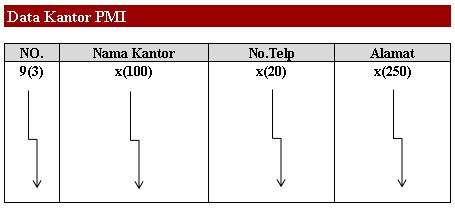 Data Kantor PMI
NO. Nama Kantor No.Telp Alamat
9(3) x(100) x(20) x(250)